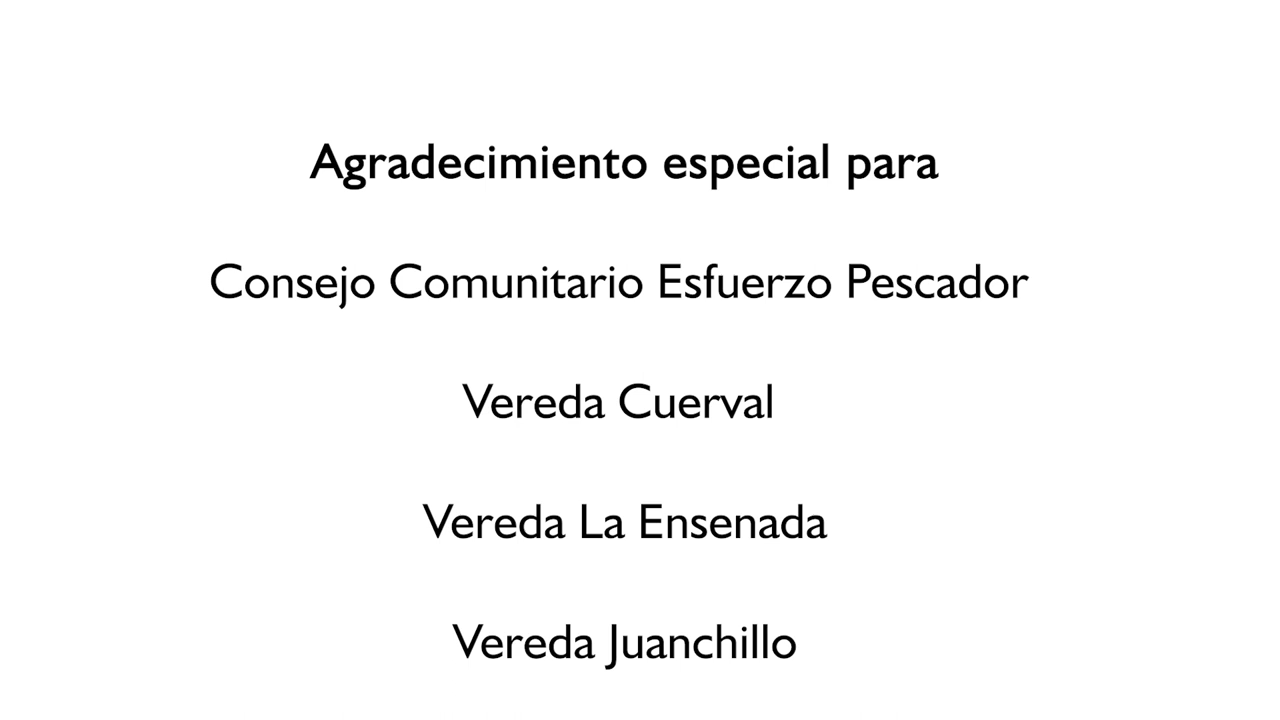 Agradecimiento especial para
Consejo Comunitario Esfuerzo Pescador
Vereda Cuerval
Vereda La Ensenada
Vereda Juanchillo